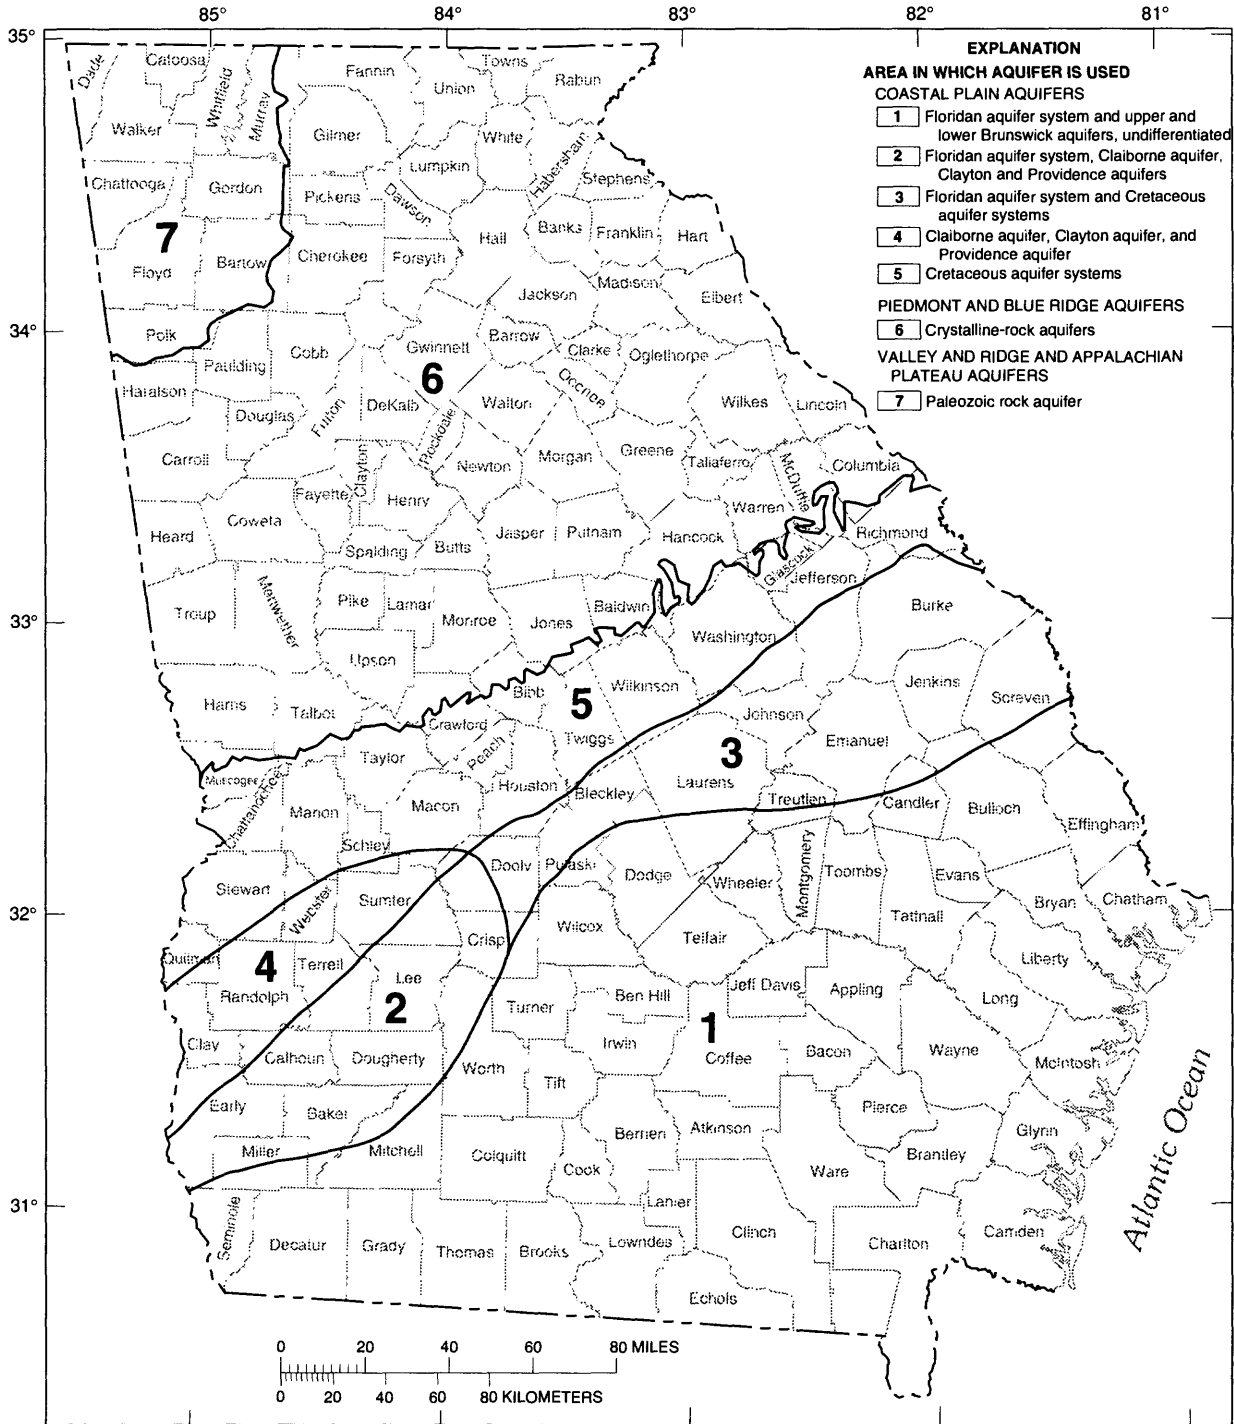 85° 84° 83° 82° 81°
35°
34°
33°
32°
31°
EXPLANATION
AREA IN WHICH AQUIFER IS USED
COASTAL PLAIN AQUIFERS
1 Floridan aquifer system and upper and
lower Brunswick aquifers, undifferentiated
2 Floridan aquifer system, Claiborne aquifer,
Clayton and Providence aquifers
3 Floridan aquifer system and Cretaceous
aquifer systems
4 Claiborne aquifer, Clayton aquifer, and
Providence aquifer
5 Cretaceous aquifer systems
PIEDMONT AND BLUE RIDGE AQUIFERS
6 Crystalline-rock aquifers
VALLEY AND RIDGE AND APPALACHIAN
PLATEAU AQUIFERS
7 Paleozoic rock aquifer
Dade
Catoosa
Whitfield
Murray
Fannin
Union
Towns
Rabun
Walker
Gilmer
White
Lumpkin
Habersham
Stephens
Chattooga
Gordon
Pickens
Dawson
7
Floyd
Bartow
Cherokee
Forsyth
Hall
Banks
Franklin
Hart
Jackson
Madison
Elbert
Polk
Paulding
Cobb
Gwinnett
Barrow
Clarke
Oglethorpe
6
Haralson
Douglas
Fulton
DeKalb
Rockdale
Walton
Oconee
Wilkes
Lincoln
Carroll
Clayton
Newton
Morgan
Greene
Taliaferro
McDuffie
Columbia
Fayette
Henry
Warren
Heard
Coweta
Spalding
Butts
Jasper
Putnam
Hancock
Glascock
Richmond
Jefferson
Troup
Meriwether
Pike
Lamar
Monroe
Jones
Baldwin
Washington
Burke
Upson
Harris
Talbot
Bibb
5
Wilkinson
Jenkins
Screven
Crawford
Peach
Twiggs
Johnson
Emanuel
3
Muscogee
Chattahoochee
Taylor
Houston
Bleckley
Laurens
Treutlen
Candler
Bulloch
Effingham
Marion
Macon
Schley
Dooly
Pulaski
Dodge
Wheeler
Montgomery
Toombs
Evans
Stewart
Webster
Sumter
Bryan
Chatham
Tattnall
Quitman
4
Terrell
Crisp
Wilcox
Telfair
Liberty
Randolph
Lee
2
Turner
Ben Hill
Jeff Davis
Appling
Long
1
Clay
Calhoun
Dougherty
Worth
Irwin
Coffee
Bacon
Wayne
McIntosh
Tift
Early
Baker
Pierce
Miller
Mitchell
Colquitt
Cook
Berrien
Atkinson
Ware
Brantley
Glynn
Lanier
Seminole
Decatur
Grady
Thomas
Brooks
Lowndes
Clinch
Charlton
Camden
Echols
Atlantic Ocean
0 20 40 60 80 MILES
0 20 40 60 80 KILOMETERS